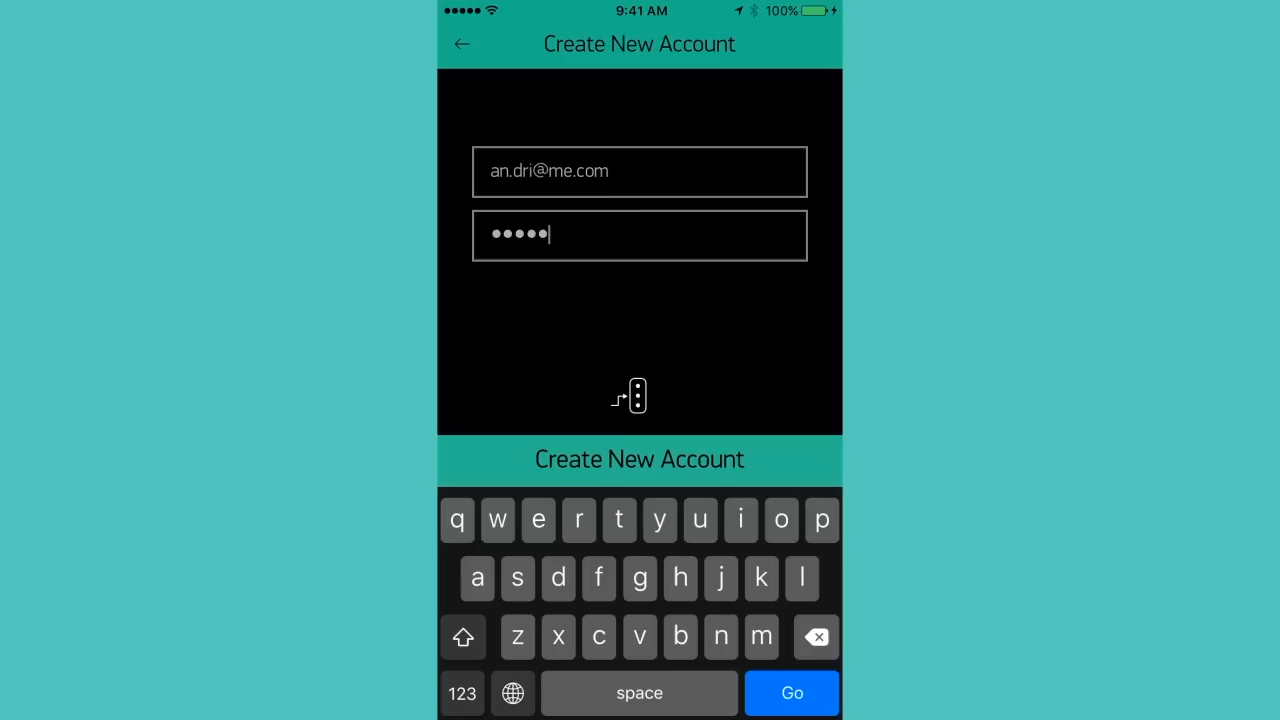 9:41 AM
100%
Create New Account
an.dri@me.com
●●●●●
Create New Account
q w e r t y u i o p
a s d f g h j k l
z x c v b n m
123 space Go